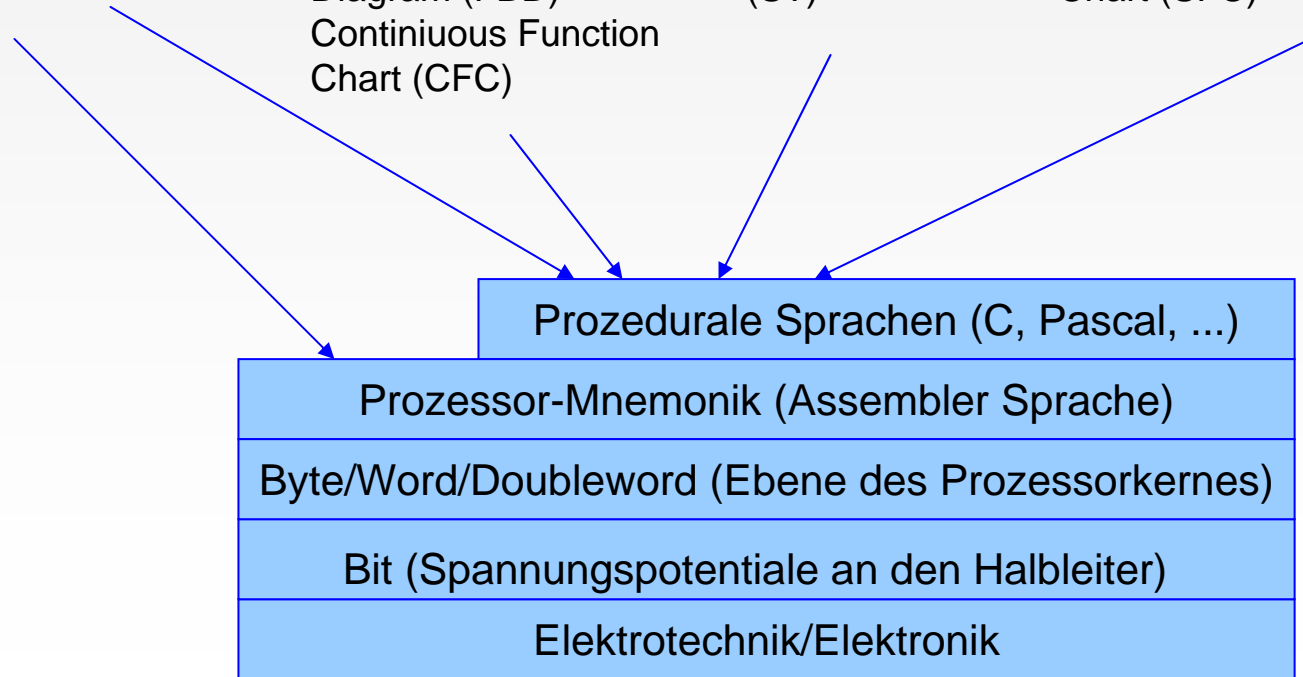 Continiuous Function
Chart (CFC)
Prozedurale Sprachen (C, Pascal, ...)
Prozessor-Mnemonik (Assembler Sprache)
Byte/Word/Doubleword (Ebene des Prozessorkernes)
Bit (Spannungspotentiale an den Halbleiter)
Elektrotechnik/Elektronik